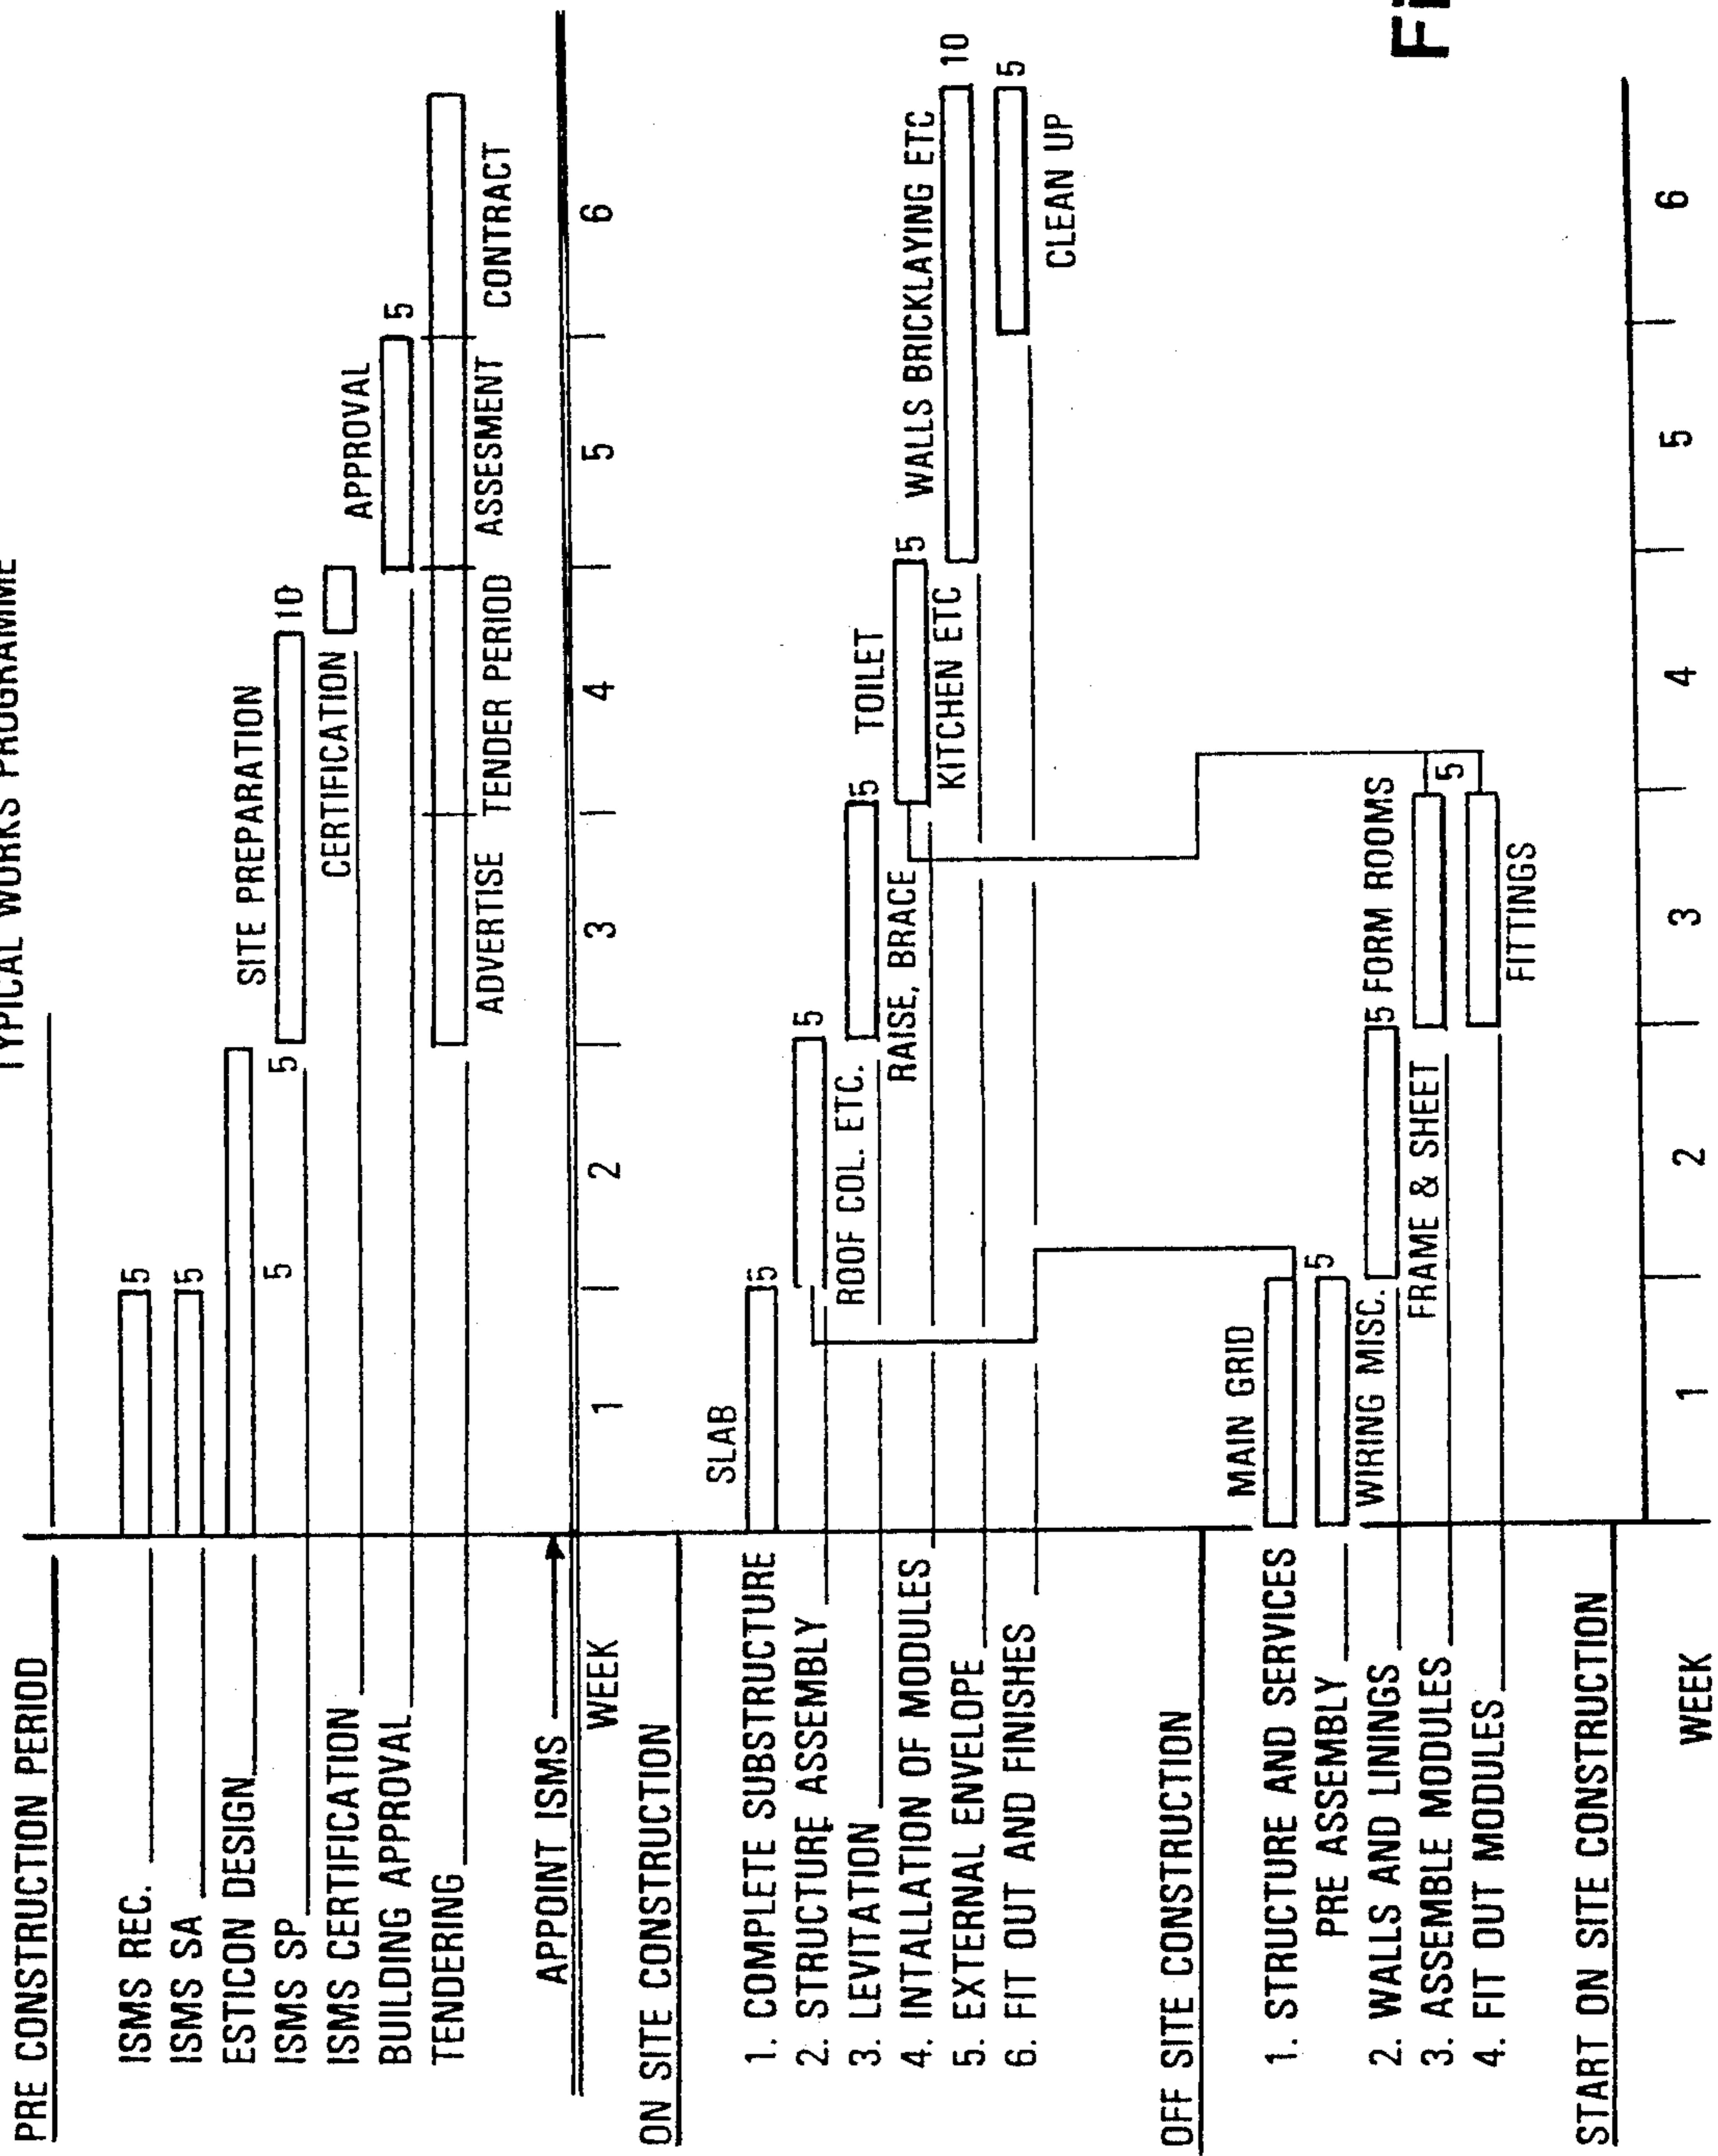 TYPICAL WORKS PROGRAMME
PRE CONSTRUCTION PERIOD
ISMS REC. 5
ISMS SA 5
ESTICON DESIGN
5 5 SITE PREPARATION
ISMS SP 10
ISMS CERTIFICATION CERTIFICATION
APPROVAL
BUILDING APPROVAL 5
TENDERING
ADVERTISE TENDER PERIOD ASSESMENT CONTRACT
APPOINT ISMS
WEEK 1 2 3 4 5 6
ON SITE CONSTRUCTION
SLAB
1. COMPLETE SUBSTRUCTURE 5
2. STRUCTURE ASSEMBLY 5
ROOF COL. ETC.
3. LEVITATION 5 TOILET
RAISE, BRACE
4. INTALLATION OF MODULES 5 WALLS BRICKLAYING ETC
KITCHEN ETC
5. EXTERNAL ENVELOPE 10
6. FIT OUT AND FINISHES 5
CLEAN UP
OFF SITE CONSTRUCTION
MAIN GRID
1. STRUCTURE AND SERVICES
PRE ASSEMBLY 5
WIRING MISC.
2. WALLS AND LININGS 5 FORM ROOMS
FRAME & SHEET
3. ASSEMBLE MODULES 5
4. FIT OUT MODULES
FITTINGS
START ON SITE CONSTRUCTION
WEEK 1 2 3 4 5 6